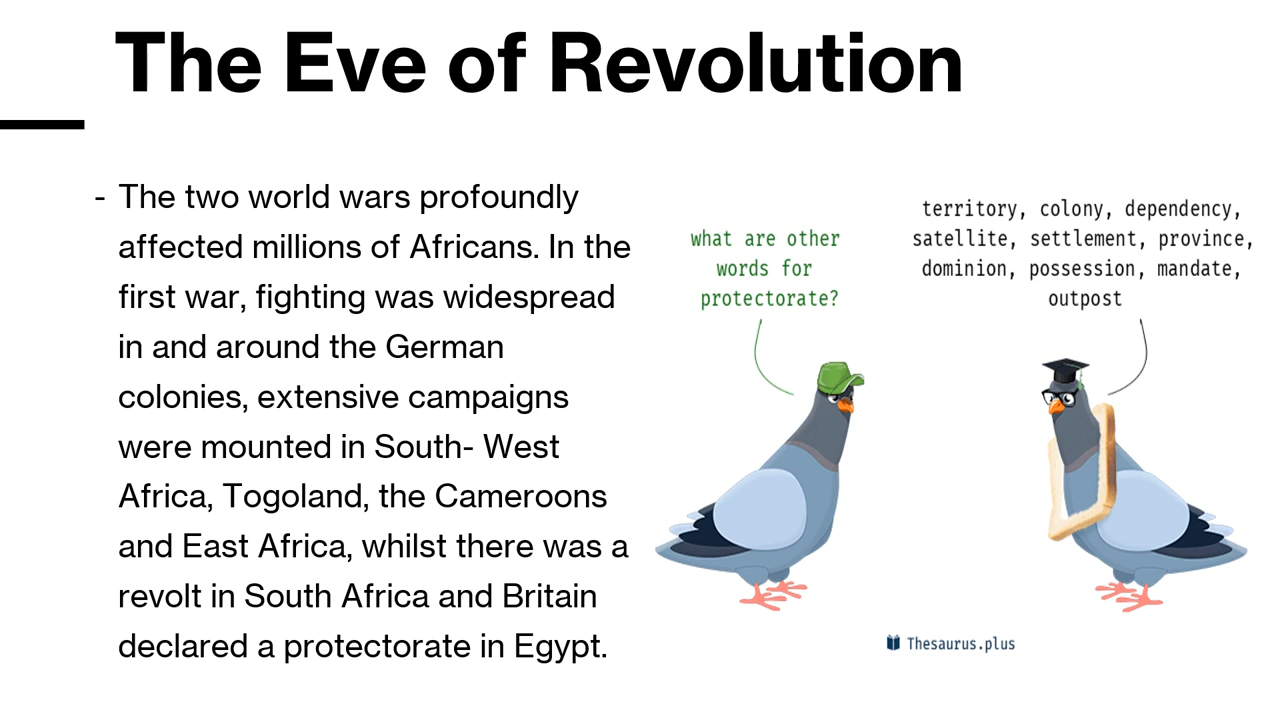 The Eve of Revolution
- The two world wars profoundly
affected millions of Africans. In the
first war, fighting was widespread
in and around the German
colonies, extensive campaigns
were mounted in South- West
Africa, Togoland, the Cameroons
and East Africa, whilst there was a
revolt in South Africa and Britain
declared a protectorate in Egypt.
what are other
words for
protectorate?
territory, colony, dependency,
satellite, settlement, province,
dominion, possession, mandate,
outpost
Thesaurus.plus